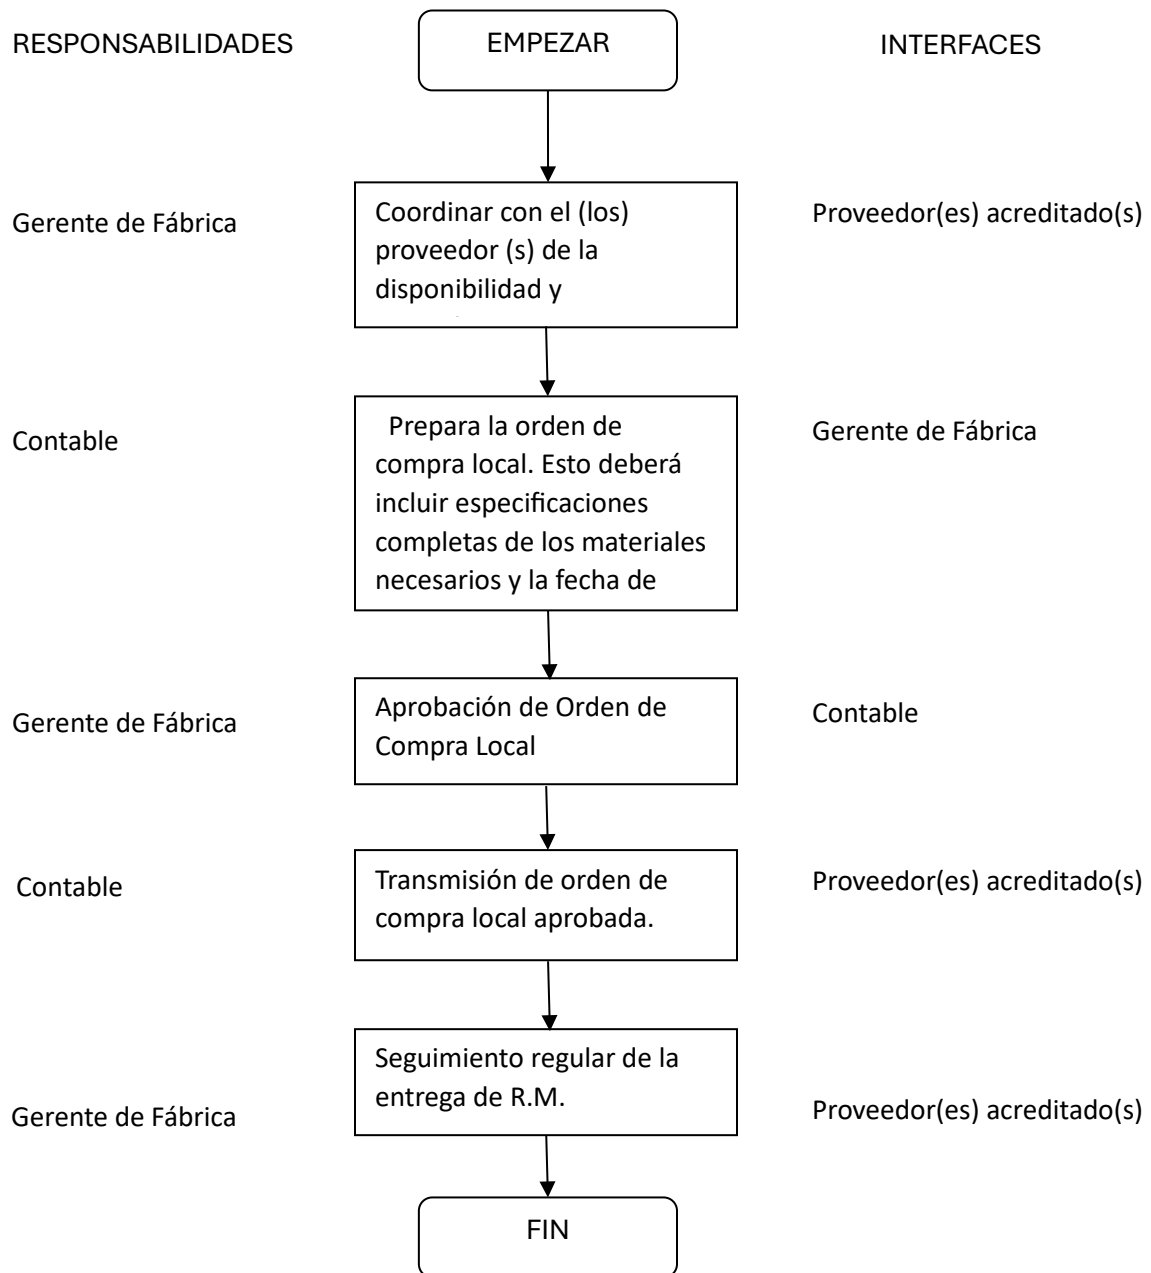 RESPONSABILIDADES
EMPEZAR
INTERFACES
Gerente de Fábrica
Coordinar con el (los)
proveedor (s) de la
disponibilidad y
Proveedor(es) acreditado(s)
Contable
Prepara la orden de
compra local. Esto deberá
incluir especificaciones
completas de los materiales
necesarios y la fecha de
Gerente de Fábrica
Gerente de Fábrica
Aprobación de Orden de
Compra Local
Contable
Contable
Transmisión de orden de
compra local aprobada.
Proveedor(es) acreditado(s)
Gerente de Fábrica
Seguimiento regular de la
entrega de R.M.
Proveedor(es) acreditado(s)
FIN